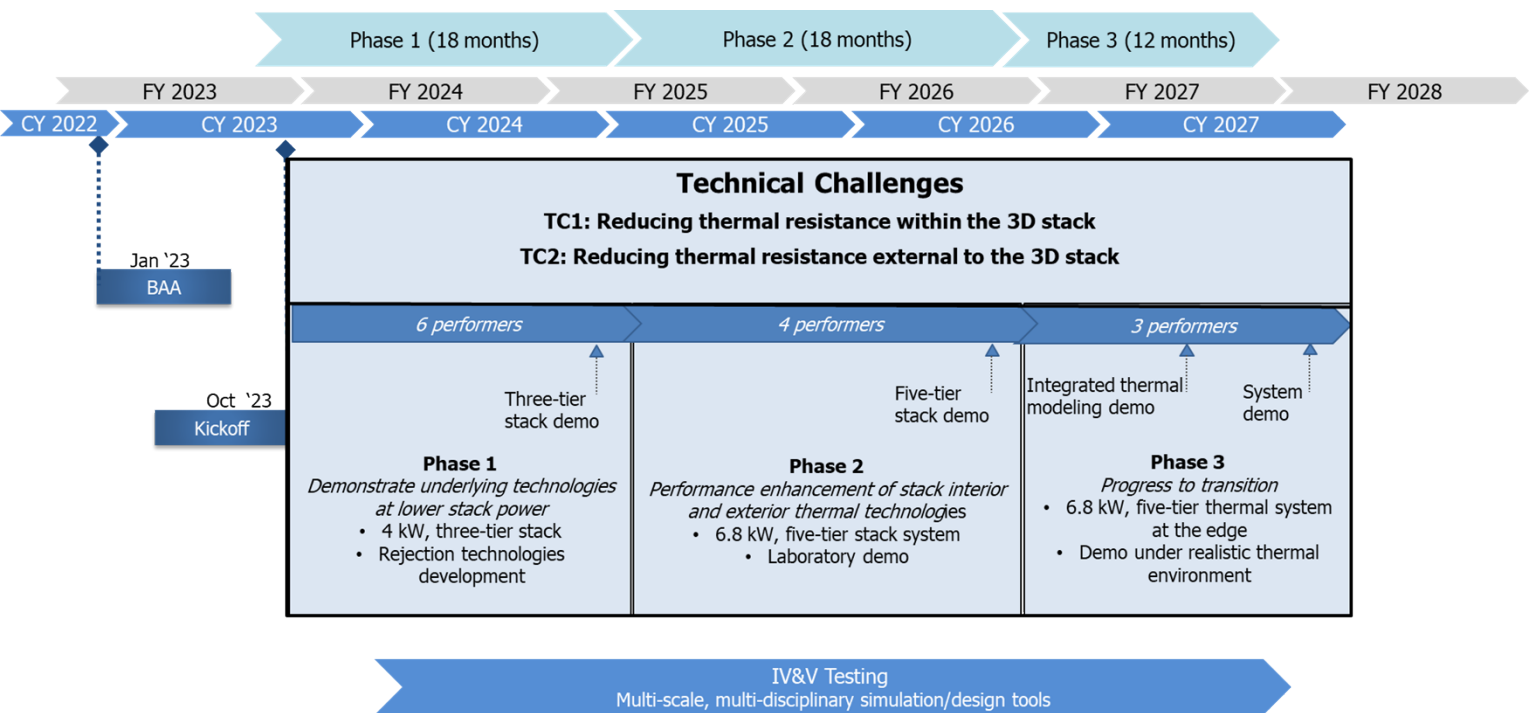 Phase 1 (18 months)
Phase 2 (18 months)
Phase 3 (12 months)
FY 2023
FY 2024
FY 2025
FY 2026
FY 2027
FY 2028
CY 2022
CY 2023
CY 2024
CY 2025
CY 2026
CY 2027
Technical Challenges
TC1: Reducing thermal resistance within the 3D stack
TC2: Reducing thermal resistance external to the 3D stack
Jan ‘23
BAA
Oct ‘23
Kickoff
6 performers
4 performers
3 performers
Three-tier
stack demo
Five-tier
stack demo
Integrated thermal
modeling demo
System
demo
Phase 1
Demonstrate underlying technologies
at lower stack power
• 4 kW, three-tier stack
• Rejection technologies
development
Phase 2
Performance enhancement of stack interior
and exterior thermal technologies
• 6.8 kW, five-tier stack system
• Laboratory demo
Phase 3
Progress to transition
• 6.8 kW, five-tier thermal system
at the edge
• Demo under realistic thermal
environment
IV&V Testing
Multi-scale, multi-disciplinary simulation/design tools